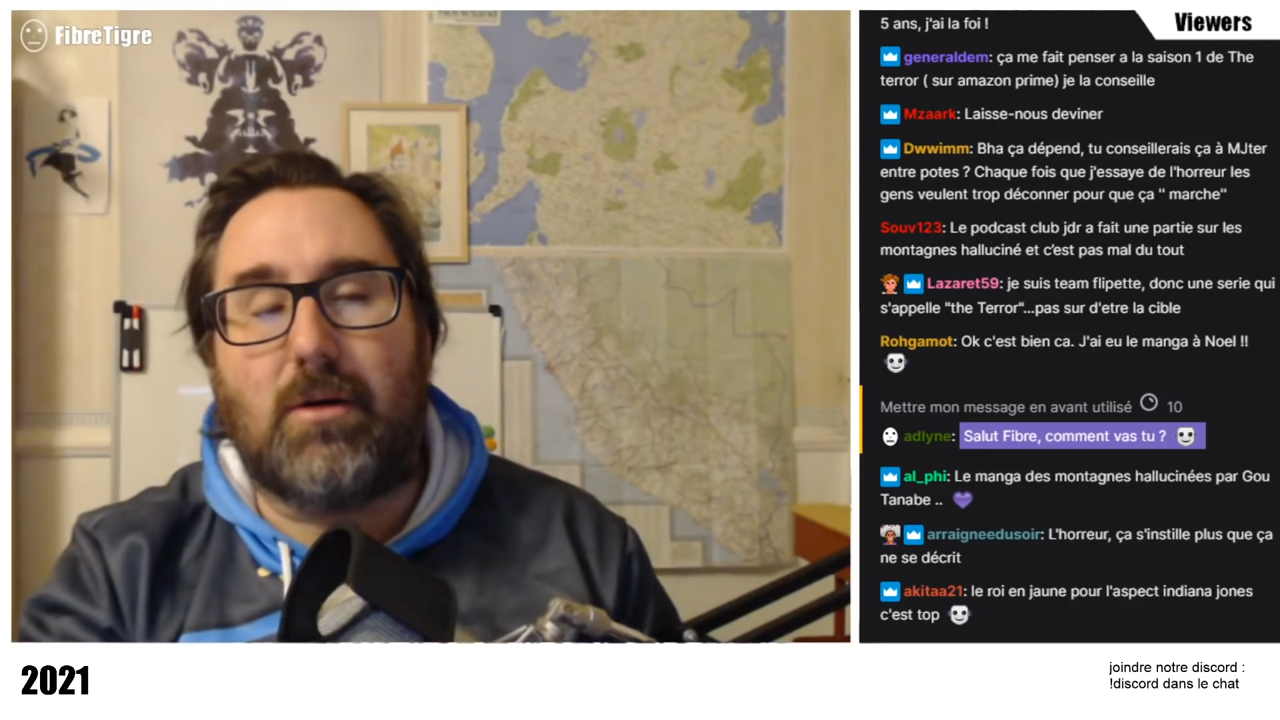 FibreTigre
Viewers
5 ans, j'ai la foi !
generaldem: ça me fait penser a la saison 1 de The
terror ( sur amazon prime) je la conseille
Mzaark: Laisse-nous deviner
Dwwimm: Bha ça dépend, tu conseillerais ça à MJter
entre potes ? Chaque fois que j'essaye de l'horreur les
gens veulent trop déconner pour que ça " marche"
Souv123: Le podcast club jdr a fait une partie sur les
montagnes halluciné et c'est pas mal du tout
Lazaret59: je suis team flipette, donc une serie qui
s'appelle "the Terror"...pas sur d'etre la cible
Rohgamot: Ok c'est bien ca. J'ai eu le manga à Noel !!
Mettre mon message en avant utilisé 10
adlyne: Salut Fibre, comment vas tu ?
al_phi: Le manga des montagnes hallucinées par Gou
Tanabe ..
arraigneedusoir: L'horreur, ça s'instille plus que ça
ne se décrit
akitaa21: le roi en jaune pour l'aspect indiana jones
c'est top
2021
joindre notre discord :
!discord dans le chat